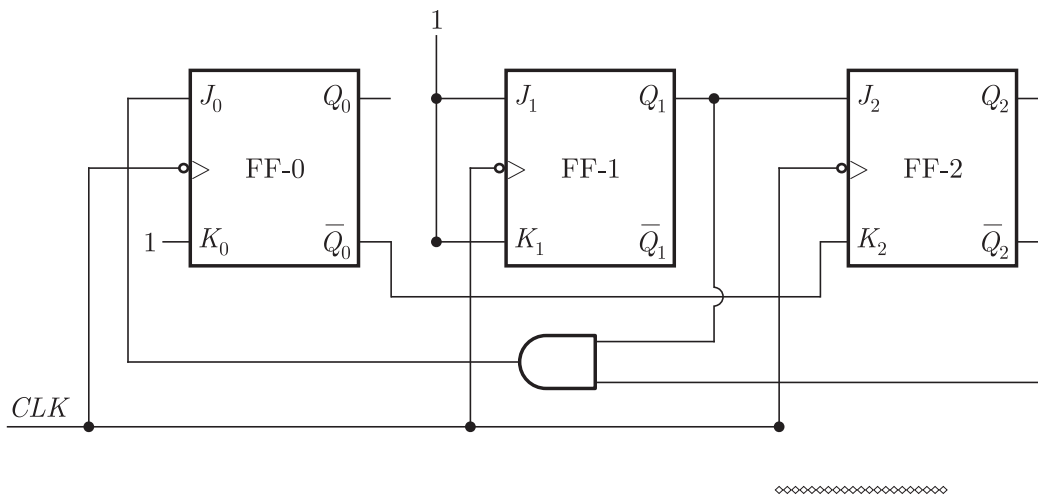 1
J₀ Q₀ J₁ Q₁ J₂ Q₂
FF-0 FF-1 FF-2
1 K₀ Q̅₀ K₁ Q̅₁ K₂ Q̅₂
CLK